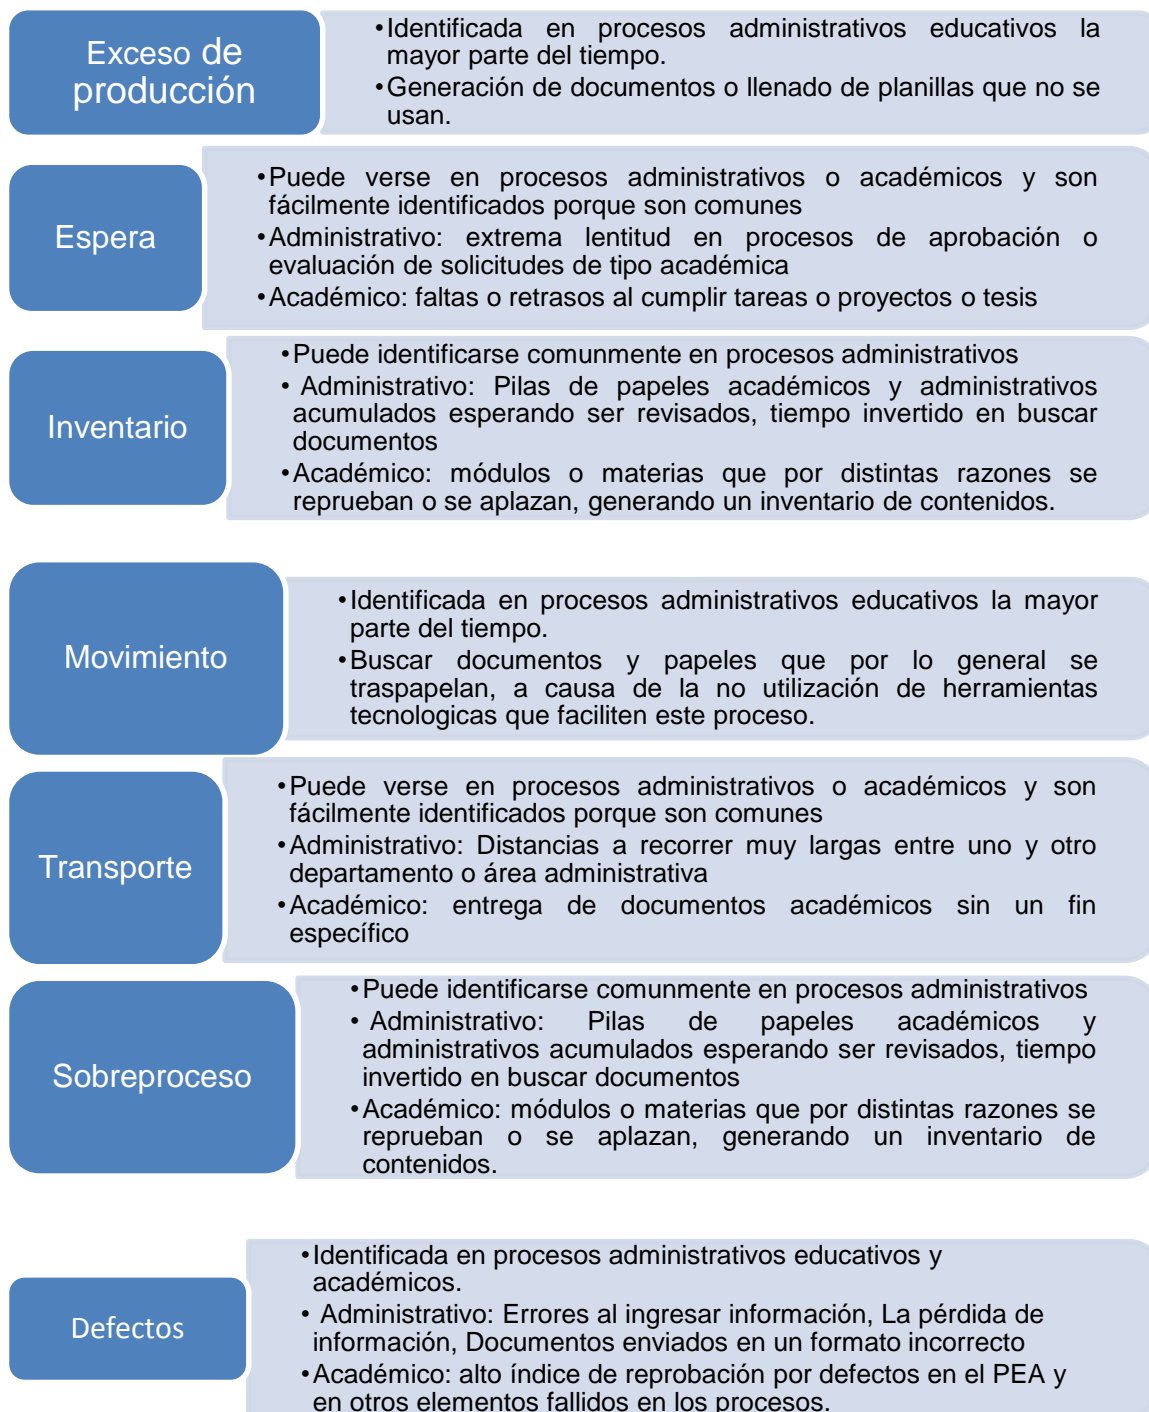 Exceso de
producción
•Identificada en procesos administrativos educativos la
mayor parte del tiempo.
•Generación de documentos o llenado de planillas que no se
usan.
Espera
•Puede verse en procesos administrativos o académicos y son
fácilmente identificados porque son comunes
•Administrativo: extrema lentitud en procesos de aprobación o
evaluación de solicitudes de tipo académica
•Académico: faltas o retrasos al cumplir tareas o proyectos o tesis
Inventario
•Puede identificarse comunmente en procesos administrativos
• Administrativo: Pilas de papeles académicos y administrativos
acumulados esperando ser revisados, tiempo invertido en buscar
documentos
•Académico: módulos o materias que por distintas razones se
reprueban o se aplazan, generando un inventario de contenidos.
Movimiento
•Identificada en procesos administrativos educativos la mayor
parte del tiempo.
•Buscar documentos y papeles que por lo general se
traspapelan, a causa de la no utilización de herramientas
tecnologicas que faciliten este proceso.
Transporte
•Puede verse en procesos administrativos o académicos y son
fácilmente identificados porque son comunes
•Administrativo: Distancias a recorrer muy largas entre uno y otro
departamento o área administrativa
•Académico: entrega de documentos académicos sin un fin
específico
Sobreproceso
•Puede identificarse comunmente en procesos administrativos
• Administrativo: Pilas de papeles académicos y
administrativos acumulados esperando ser revisados, tiempo
invertido en buscar documentos
•Académico: módulos o materias que por distintas razones se
reprueban o se aplazan, generando un inventario de
contenidos.
Defectos
•Identificada en procesos administrativos educativos y
académicos.
• Administrativo: Errores al ingresar información, La pérdida de
información, Documentos enviados en un formato incorrecto
•Académico: alto índice de reprobación por defectos en el PEA y
en otros elementos fallidos en los procesos.